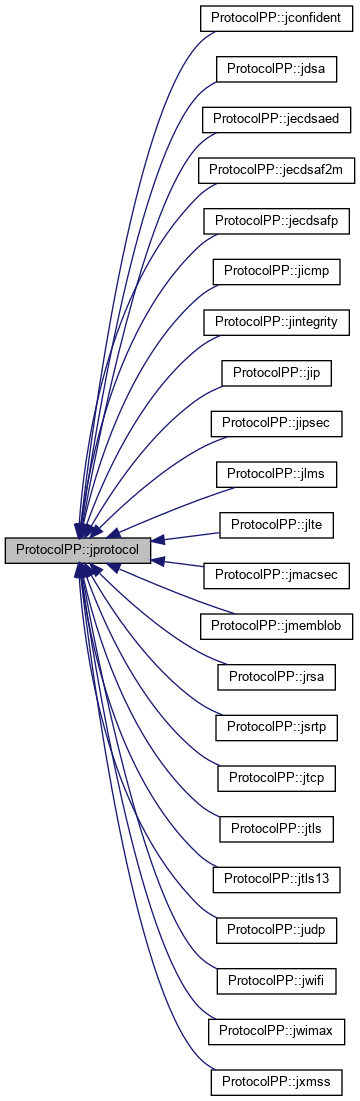 ProtocolPP::jconfident
ProtocolPP::jdsa
ProtocolPP::jecdsaed
ProtocolPP::jecdsaf2m
ProtocolPP::jecdsafp
ProtocolPP::jicmp
ProtocolPP::jintegrity
ProtocolPP::jip
ProtocolPP::jipsec
ProtocolPP::jlms
ProtocolPP::jlte
ProtocolPP::jprotocol
ProtocolPP::jmacsec
ProtocolPP::jmemblob
ProtocolPP::jrsa
ProtocolPP::jsrtp
ProtocolPP::jtcp
ProtocolPP::jtls
ProtocolPP::jtls13
ProtocolPP::judp
ProtocolPP::jwifi
ProtocolPP::jwimax
ProtocolPP::jxmss